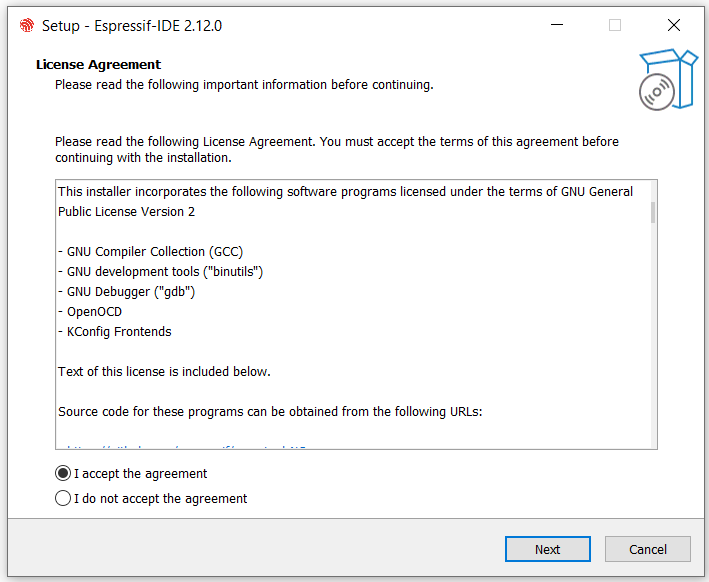 Setup - Espressif-IDE 2.12.0
License Agreement
Please read the following important information before continuing.
Please read the following License Agreement. You must accept the terms of this agreement before
continuing with the installation.
This installer incorporates the following software programs licensed under the terms of GNU General
Public License Version 2
- GNU Compiler Collection (GCC)
- GNU development tools ("binutils")
- GNU Debugger ("gdb")
- OpenOCD
- KConfig Frontends
Text of this license is included below.
Source code for these programs can be obtained from the following URLs:
I accept the agreement
I do not accept the agreement
Next
Cancel